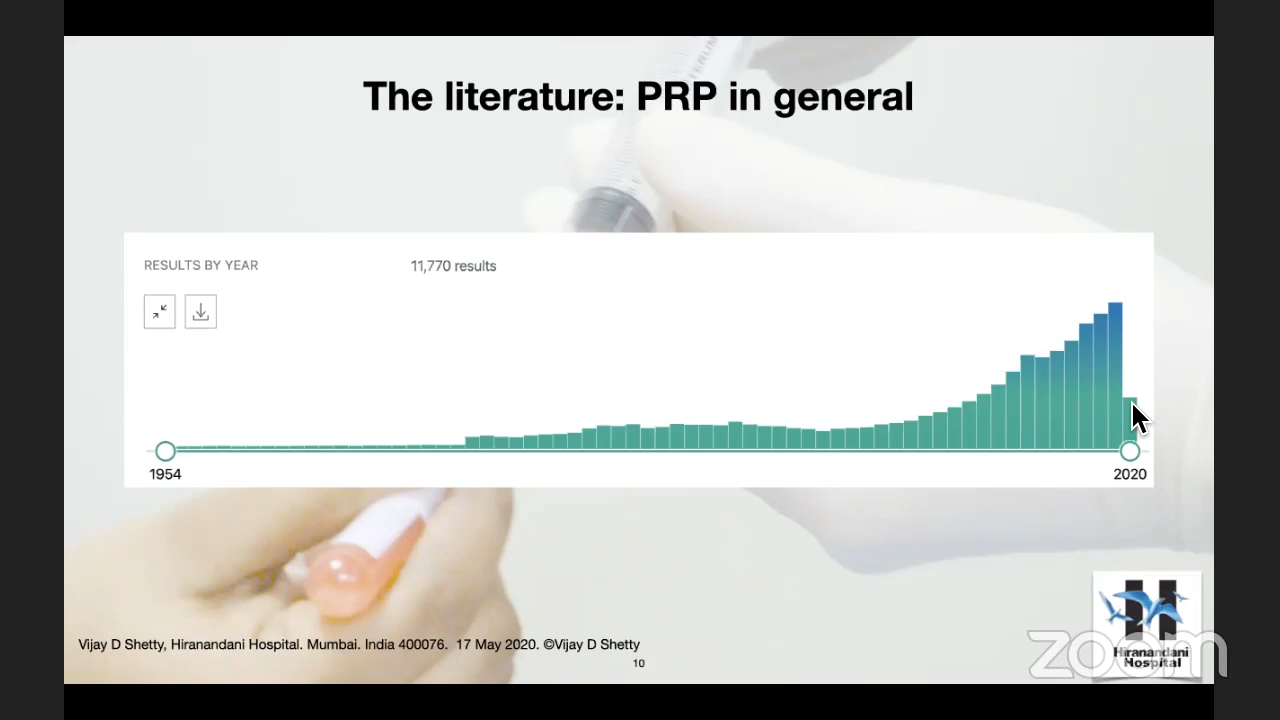 The literature: PRP in general
RESULTS BY YEAR
11,770 results
1954
2020
Vijay D Shetty, Hiranandani Hospital. Mumbai. India 400076. 17 May 2020. ©Vijay D Shetty
10
Hiranandani
Hospital
zoom